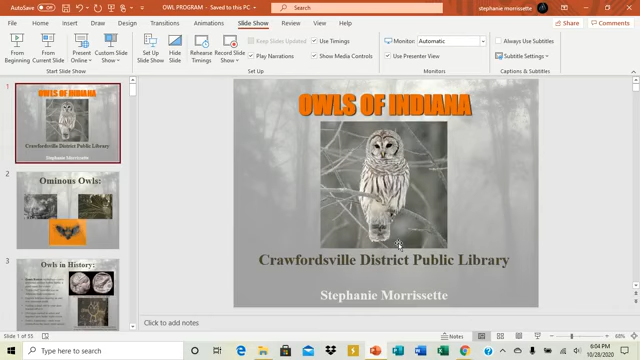 AutoSave Off OWL PROGRAM - Saved to this PC Search stephanie morrissette
File Home Insert Draw Design Transitions Animations Slide Show Review View Help Share Comments
From Beginning From Current Slide Present Online Custom Slide Show Set Up Slide Show Hide Slide Rehearse Timings Record Slide Show
Keep Slides Updated Use Timings
Play Narrations Show Media Controls
Monitor: Automatic
Use Presenter View
Always Use Subtitles
Subtitle Settings
Start Slide Show Set Up Monitors Captions & Subtitles
1
OWLS OF INDIANA
Crawfordsville District Public Library
Stephanie Morrissette
2
Ominous Owls:
3
Owls in History:
OWLS OF INDIANA
Crawfordsville District Public Library
Stephanie Morrissette
Click to add notes
Slide 1 of 55 Notes 68%
Type here to search
6:04 PM
10/28/2020